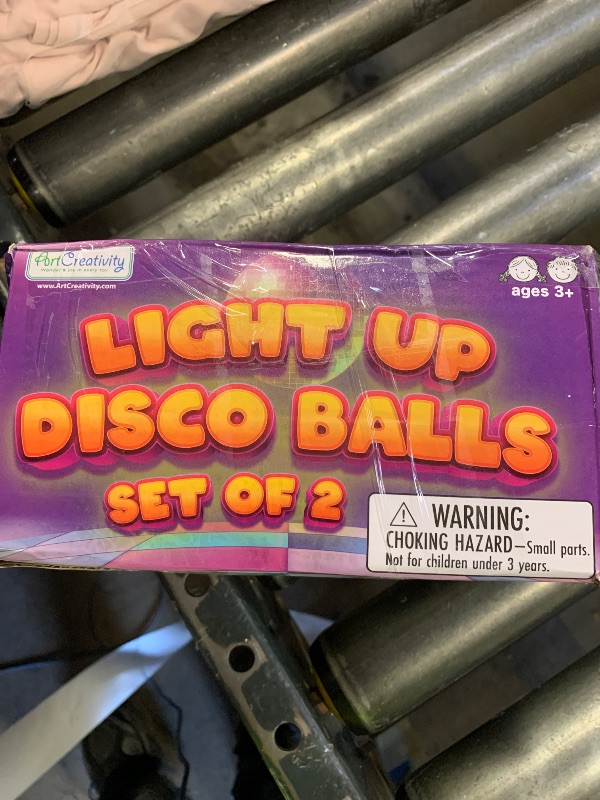 ArtCreativity
Wonder & joy in every toy
www.ArtCreativity.com
ages 3+
LIGHT UP
DISCO BALLS
SET OF 2
WARNING:
CHOKING HAZARD—Small parts.
Not for children under 3 years.